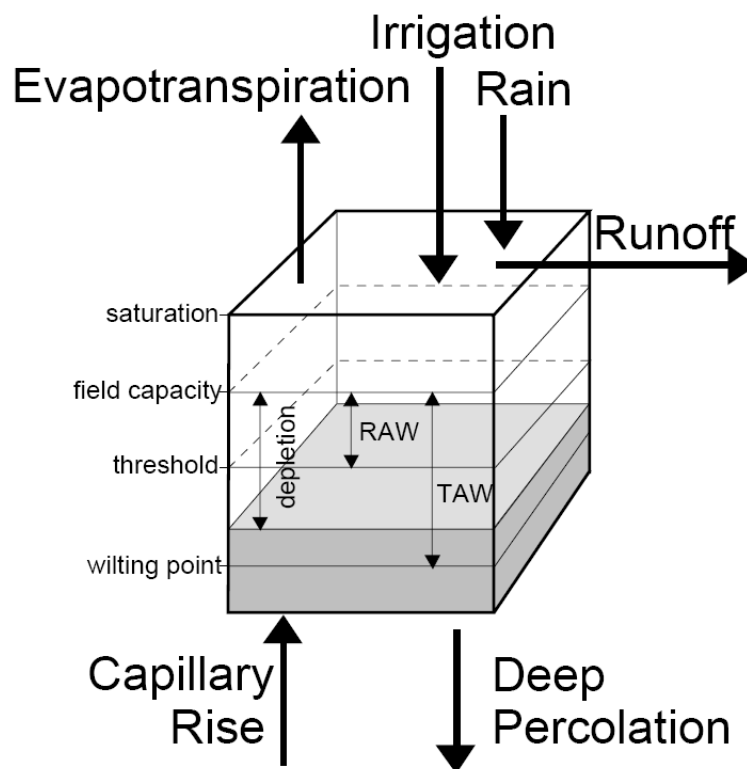 Irrigation
Evapotranspiration
Rain
Runoff
saturation
field capacity
RAW
depletion
threshold
TAW
wilting point
Capillary
Rise
Deep
Percolation